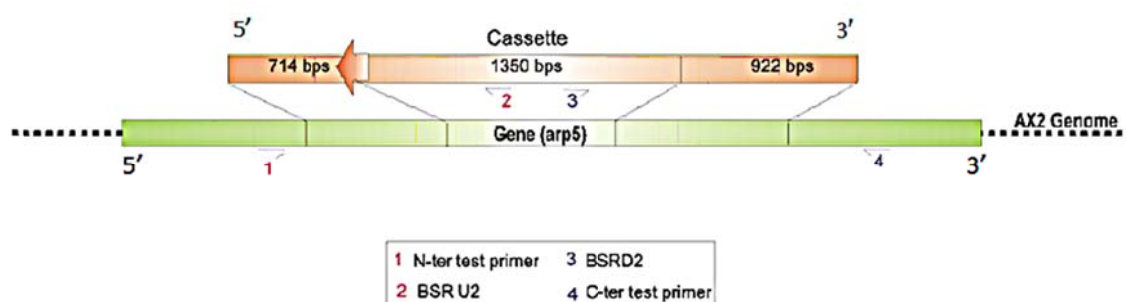 5′ 3′
Cassette
714 bps 1350 bps 922 bps
2 3
Gene (arp5) AX2 Genome
5′ 1 4 3′
1 N-ter test primer 3 BSRD2
2 BSR U2 4 C-ter test primer